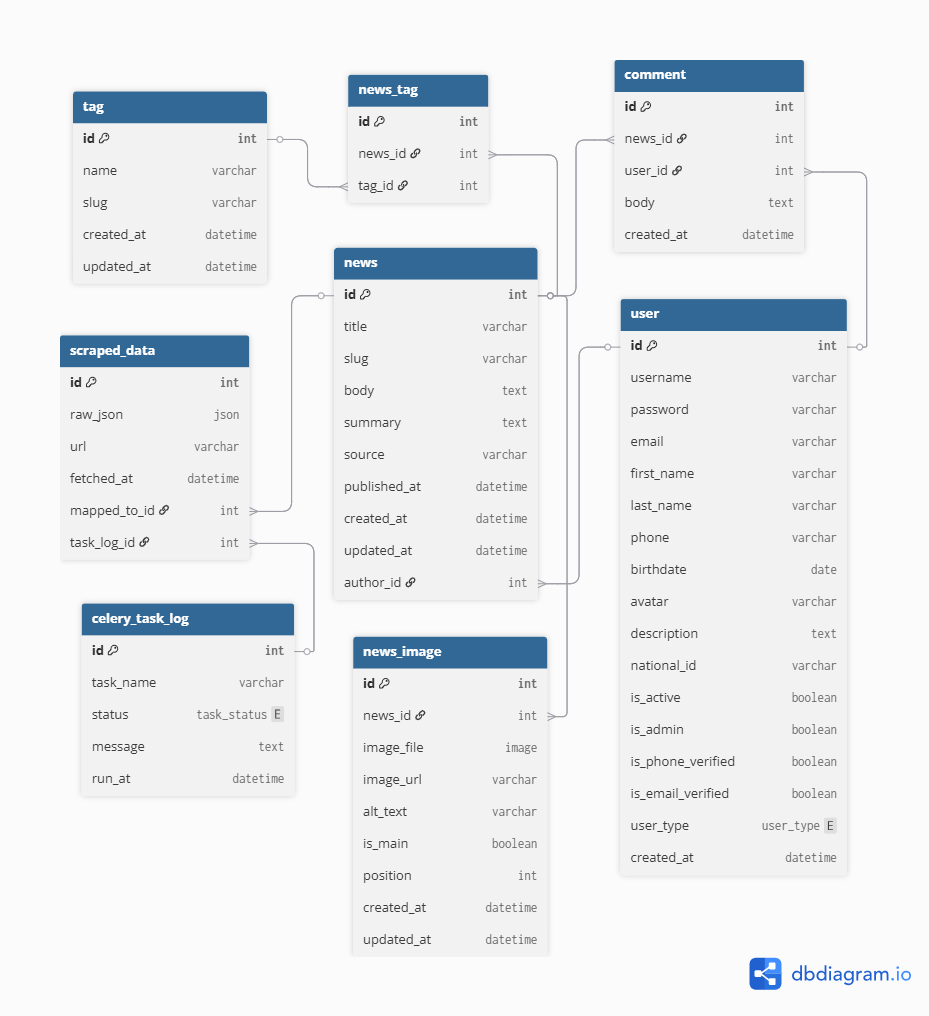 tag
id int
name varchar
slug varchar
created_at datetime
updated_at datetime
news_tag
id int
news_id int
tag_id int
comment
id int
news_id int
user_id int
body text
created_at datetime
news
id int
title varchar
slug varchar
body text
summary text
source varchar
published_at datetime
created_at datetime
updated_at datetime
author_id int
user
id int
username varchar
password varchar
email varchar
first_name varchar
last_name varchar
phone varchar
birthdate date
avatar varchar
description text
national_id varchar
is_active boolean
is_admin boolean
is_phone_verified boolean
is_email_verified boolean
user_type user_type E
created_at datetime
scraped_data
id int
raw_json json
url varchar
fetched_at datetime
mapped_to_id int
task_log_id int
celery_task_log
id int
task_name varchar
status task_status E
message text
run_at datetime
news_image
id int
news_id int
image_file image
image_url varchar
alt_text varchar
is_main boolean
position int
created_at datetime
updated_at datetime
dbdiagram.io